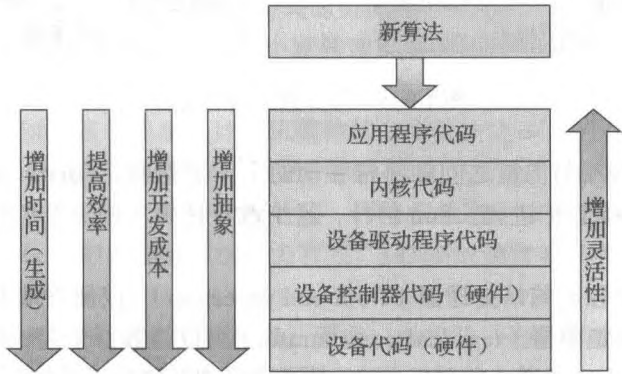 新算法
应用程序代码
内核代码
设备驱动程序代码
设备控制器代码（硬件）
设备代码（硬件）
增加时间（生成）
提高效率
增加开发成本
增加抽象
增加灵活性